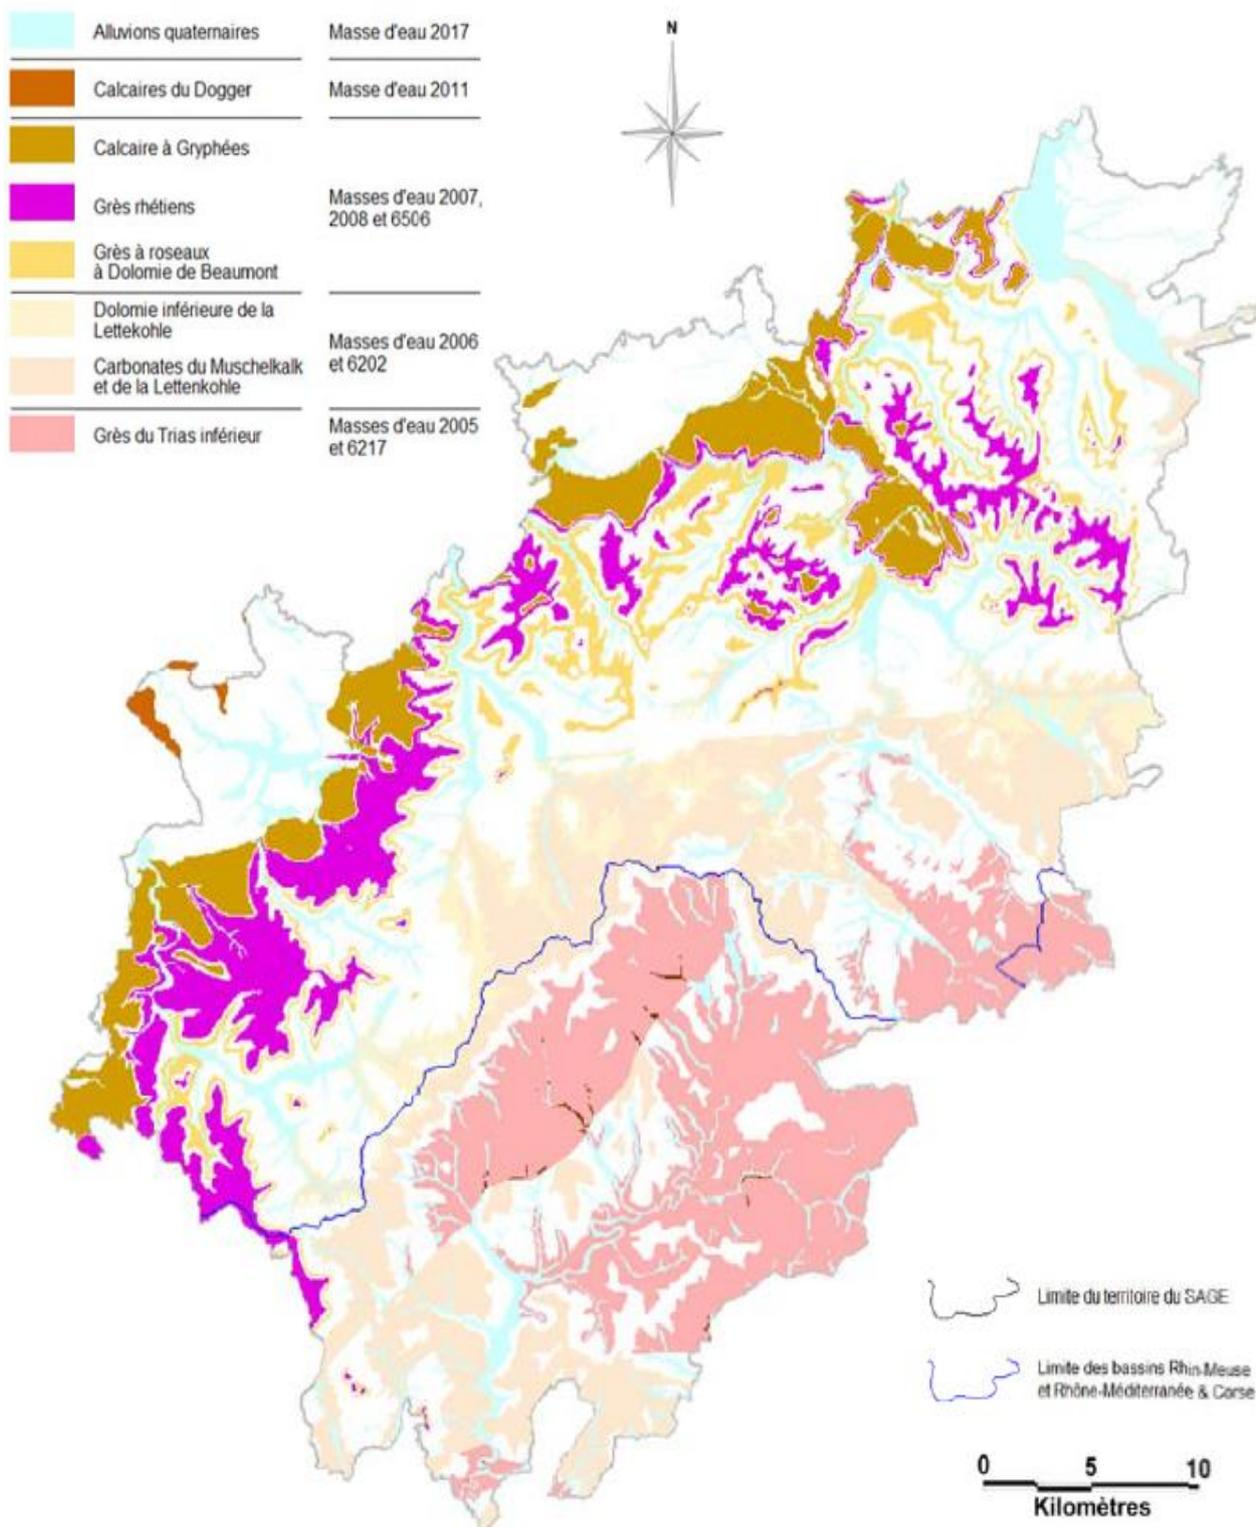 Alluvions quaternaires
Masse d'eau 2017
Calcaires du Dogger
Masse d'eau 2011
Calcaire à Gryphées
Grès rhétiens
Masses d'eau 2007,
2008 et 6506
Grès à roseaux
à Dolomie de Beaumont
Dolomie inférieure de la
Lettekohle
Masses d'eau 2006
et 6202
Carbonates du Muschelkalk
et de la Lettenkohle
Grès du Trias inférieur
Masses d'eau 2005
et 6217
N
Limite du territoire du SAGE
Limite des bassins Rhin-Meuse
et Rhône-Méditerranée & Corse
0 5 10
Kilomètres